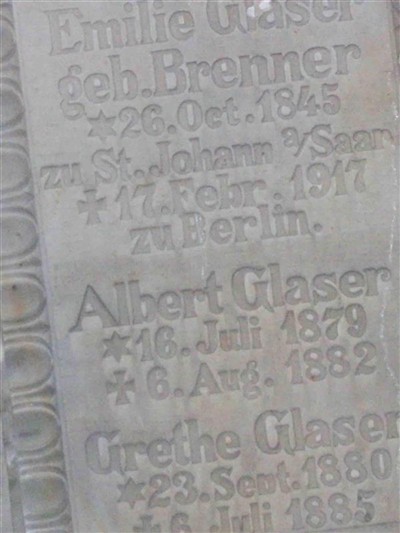 Emilie Glaser
geb. Brenner
* 26. Oct. 1845
zu St. Johann a/Saar
✝ 17. Febr. 1917
zu Berlin.
Albert Glaser
* 16. Juli 1879
✝ 6. Aug. 1882
Grethe Glaser
* 23. Sept. 1880
✝ 6. Juli 1885